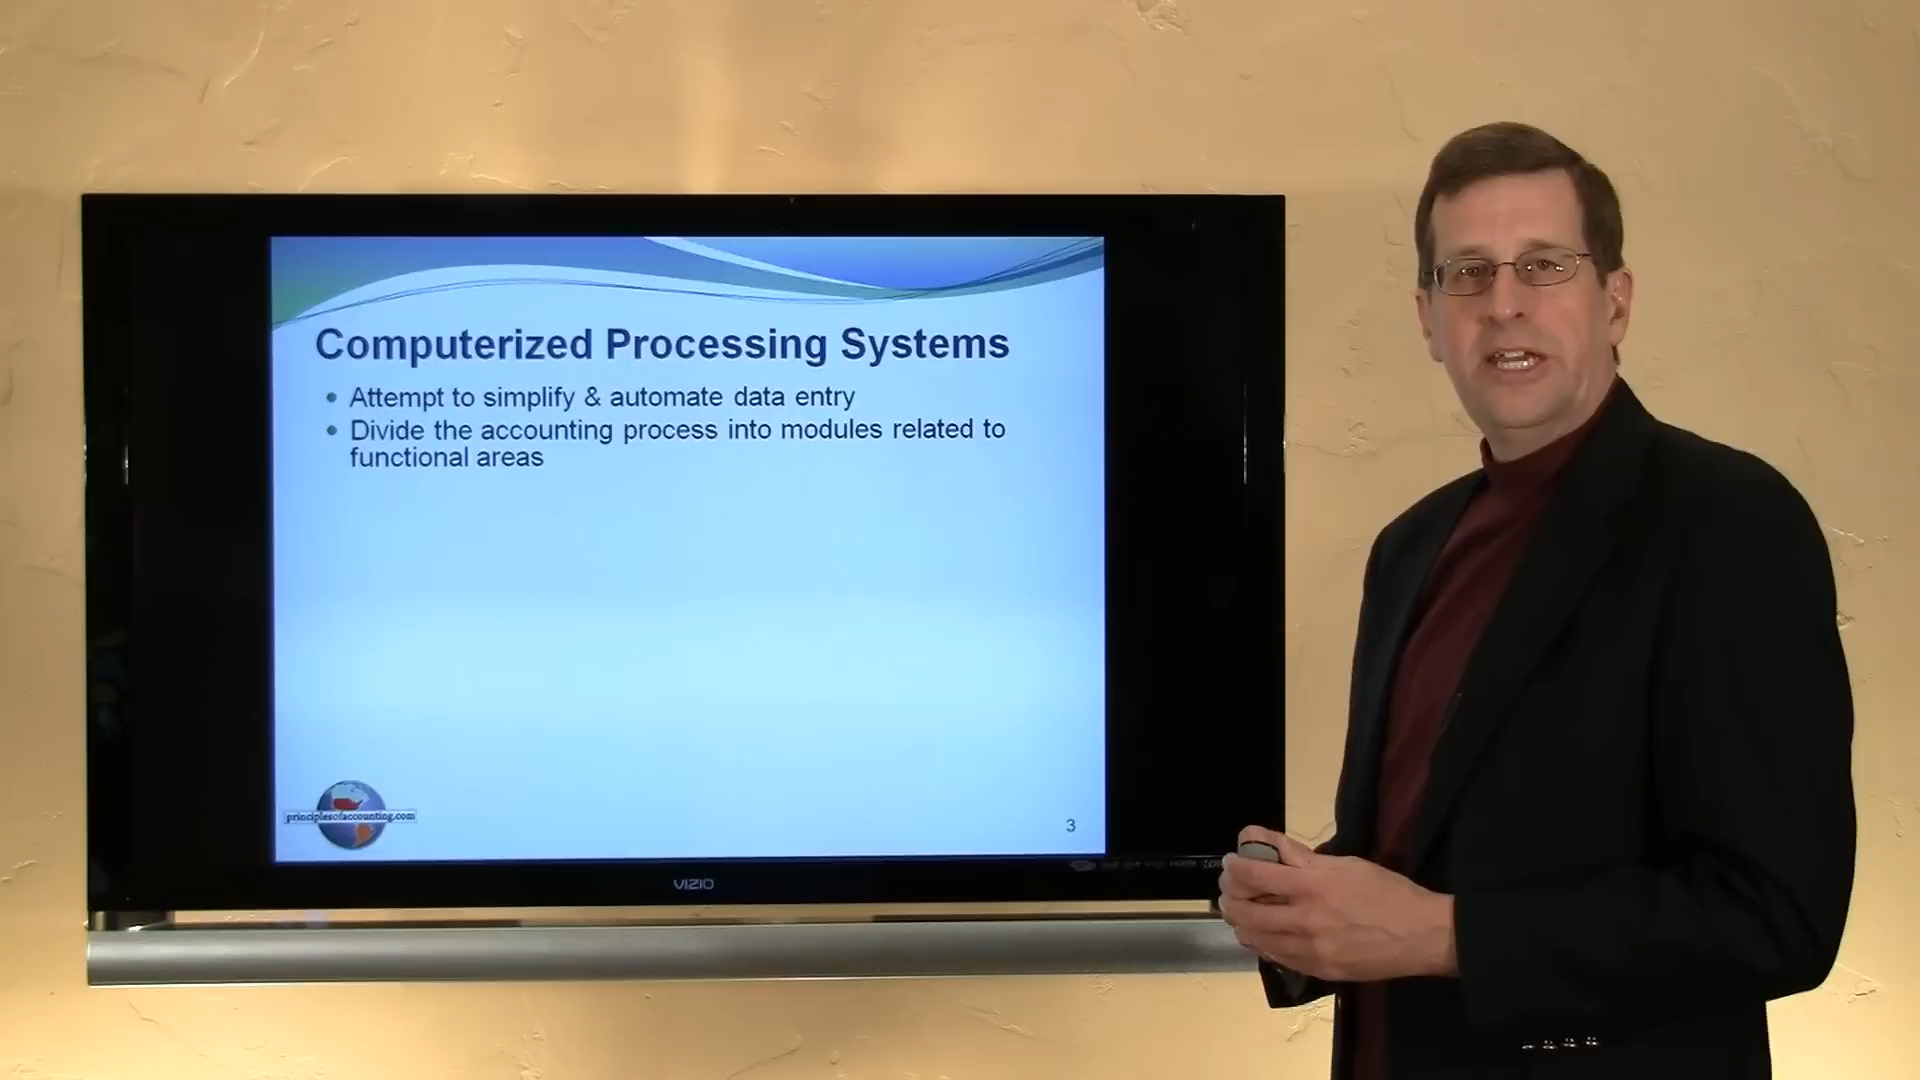 Computerized Processing Systems
• Attempt to simplify & automate data entry
• Divide the accounting process into modules related to
functional areas
principlesofaccounting.com
3
VIZIO